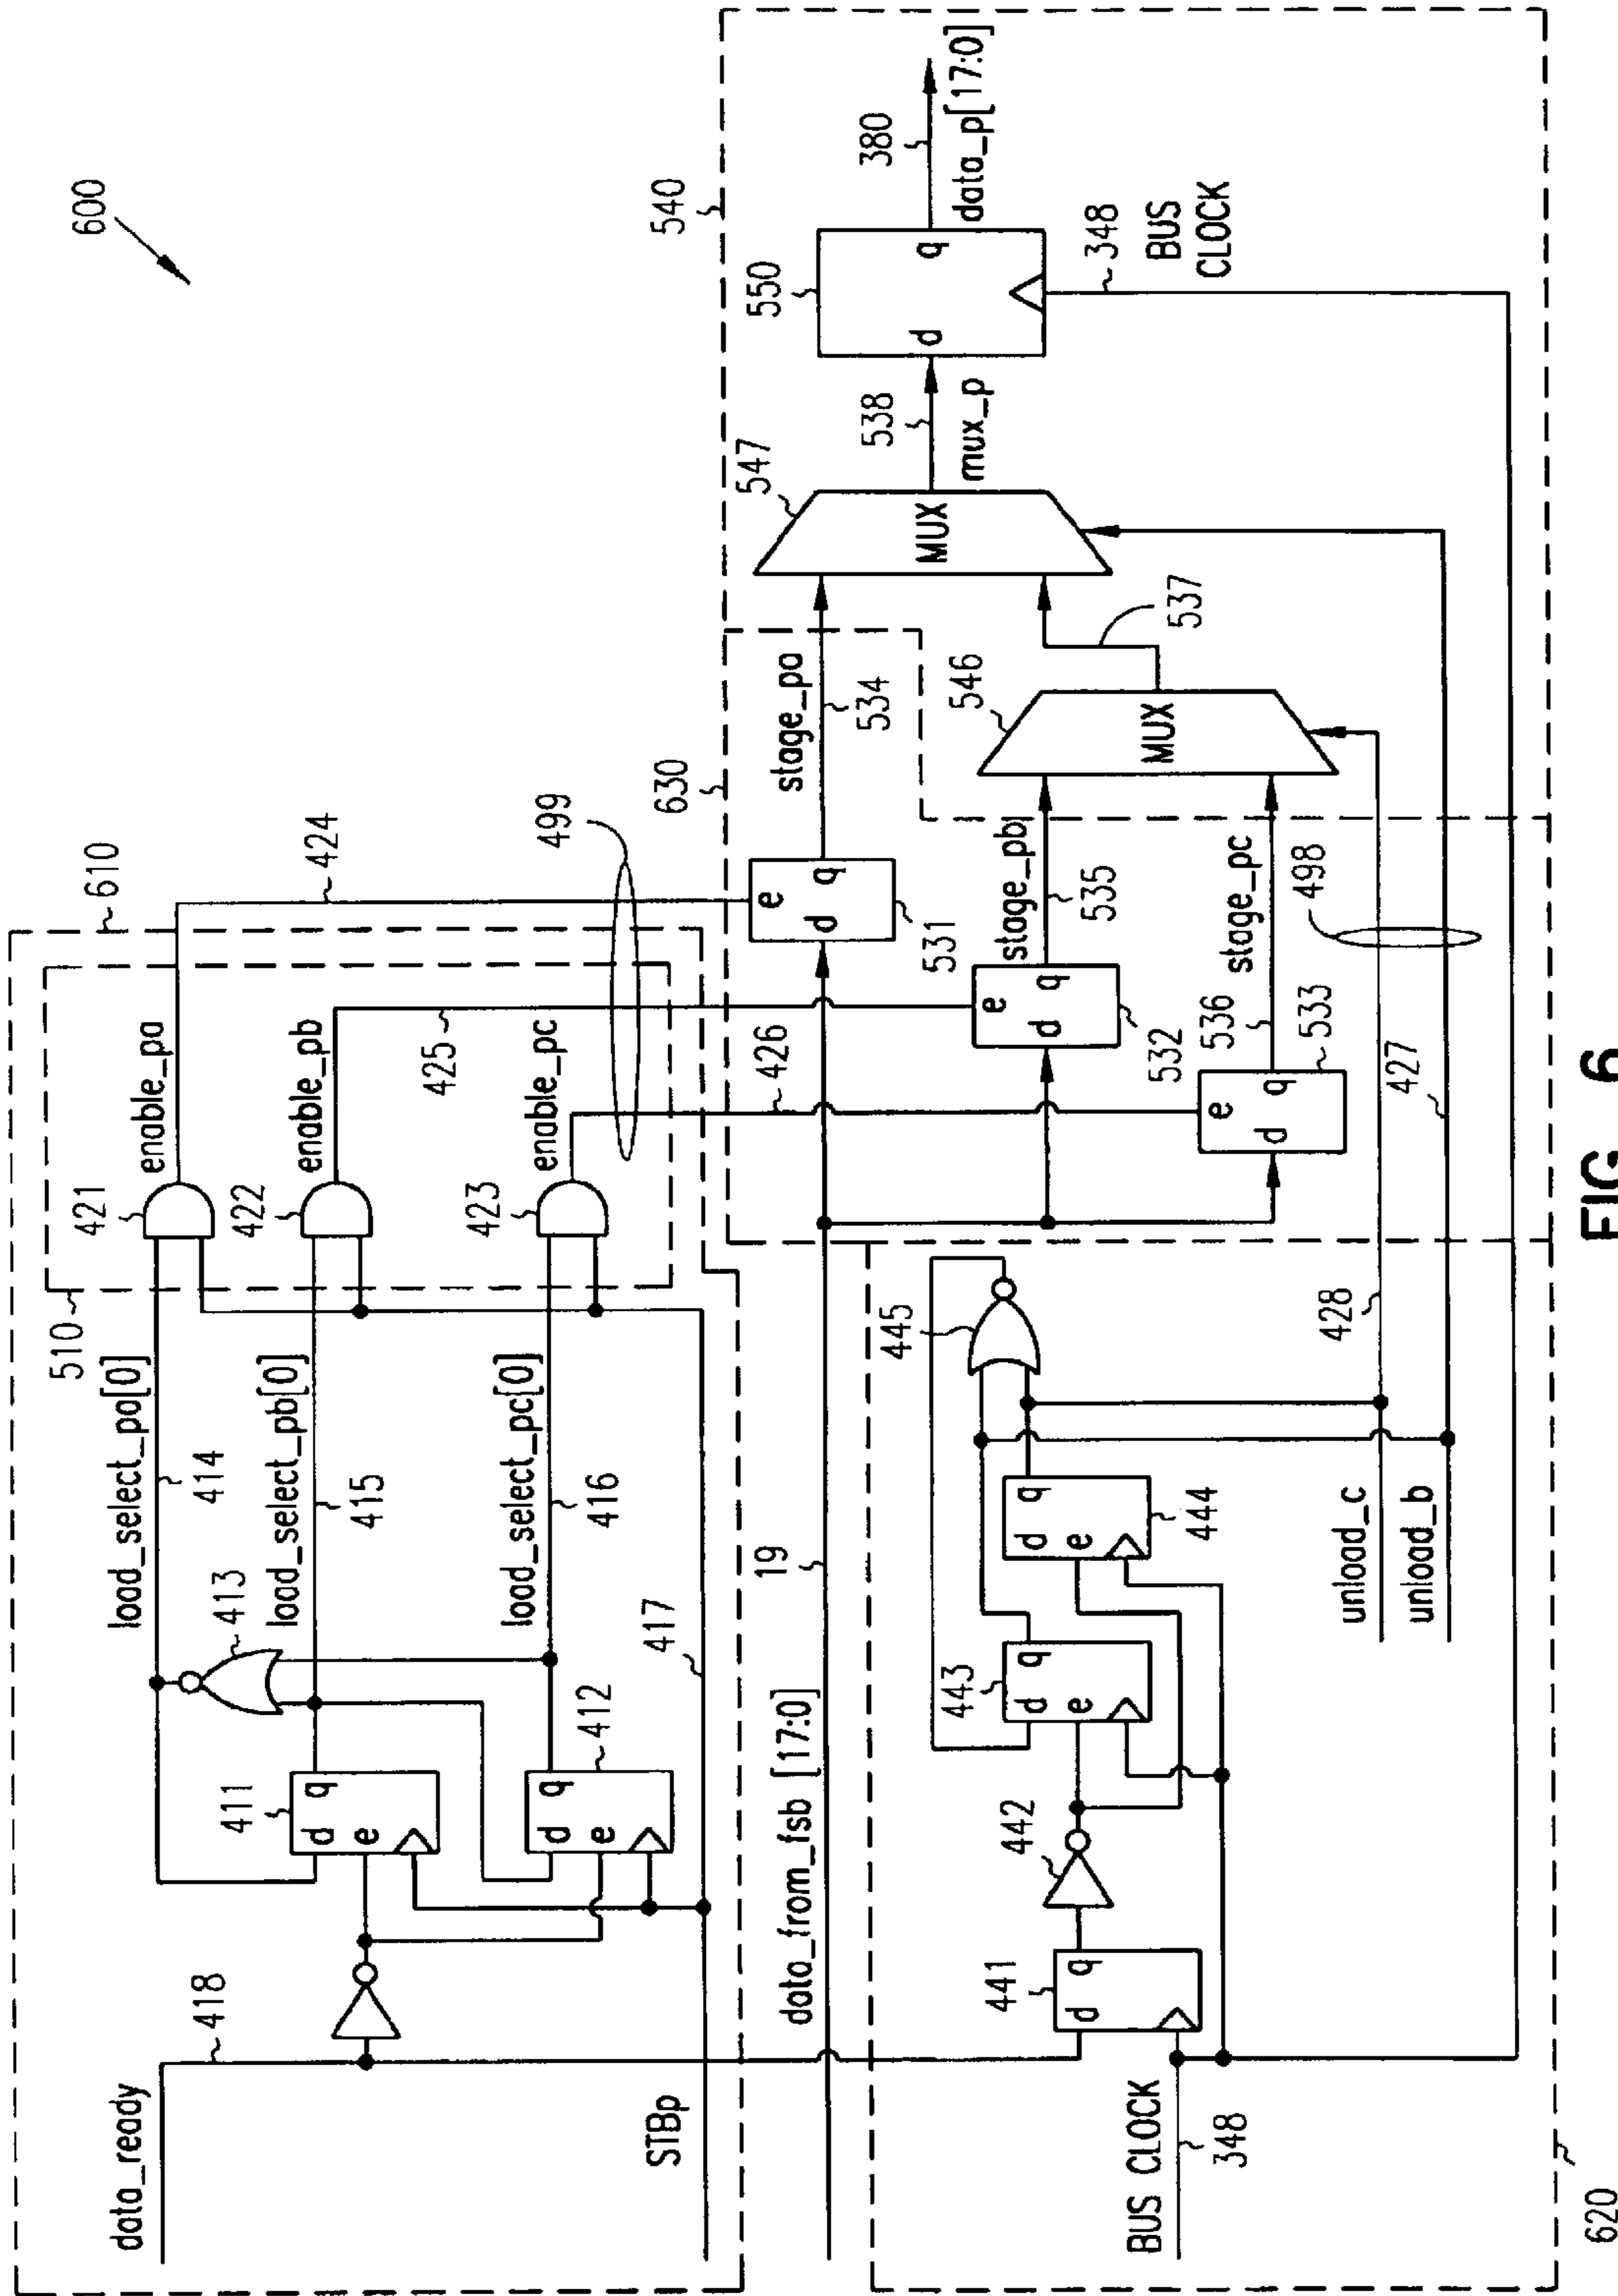 600
610
510
421
enable_pa
424
422
enable_pb
425
423
enable_pc
499
426
load_select_pa[0]
414
413
load_select_pb[0]
415
load_select_pc[0]
416
417
411
d
q
e
412
d
q
e
data_ready
418
STBp
19
data_from_fsb [17:0]
630
540
531
e
d
q
stage_pa
534
532
e
d
q
stage_pb
535
533
e
d
q
stage_pc
536
546
MUX
537
547
MUX
538
mux_p
550
d
q
380
data_p[17:0]
348
BUS
CLOCK
498
427
428
445
443
d
q
e
444
d
q
e
442
441
d
q
unload_c
unload_b
BUS CLOCK
348
620
FIG. 6